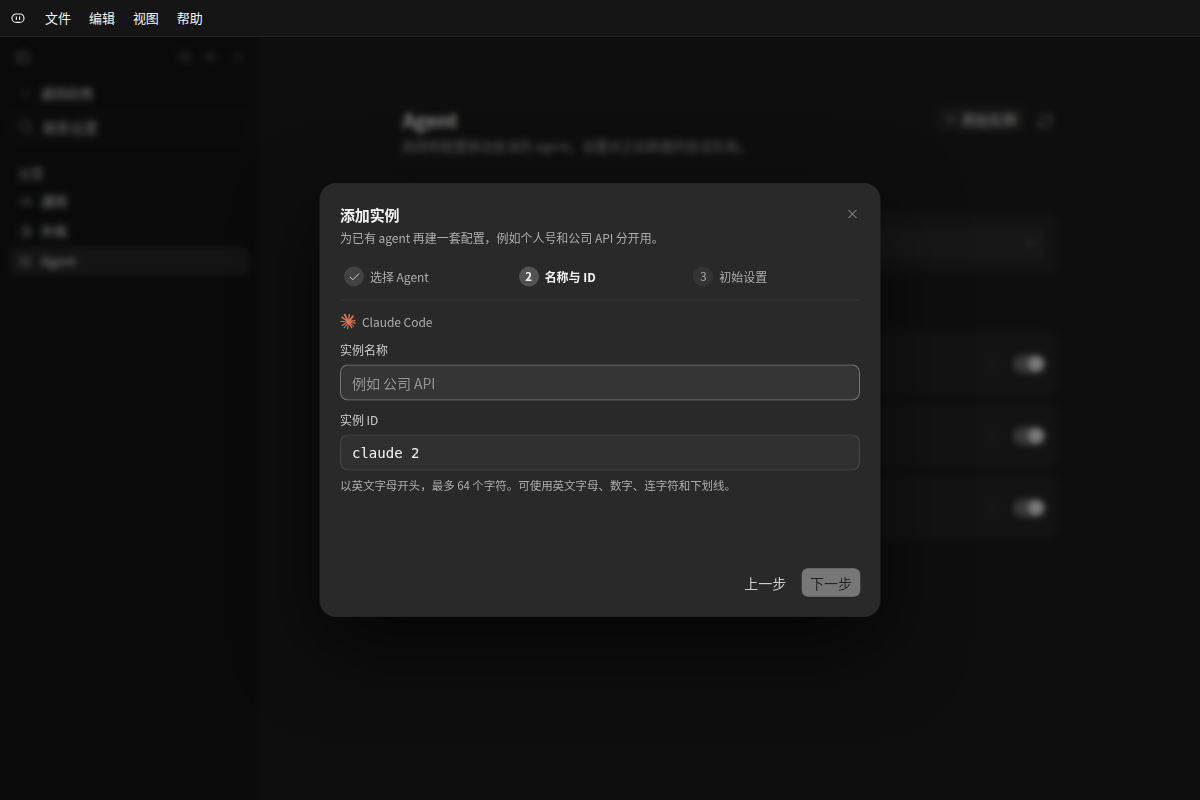 文件 编辑 视图 帮助
Agent
添加实例
为已有 agent 再建一套配置，例如个人号和公司 API 分开用。
选择 Agent 2 名称与 ID 3 初始设置
Claude Code
实例名称
例如 公司 API
实例 ID
claude 2
以英文字母开头，最多 64 个字符。可使用英文字母、数字、连字符和下划线。
上一步 下一步
Agent